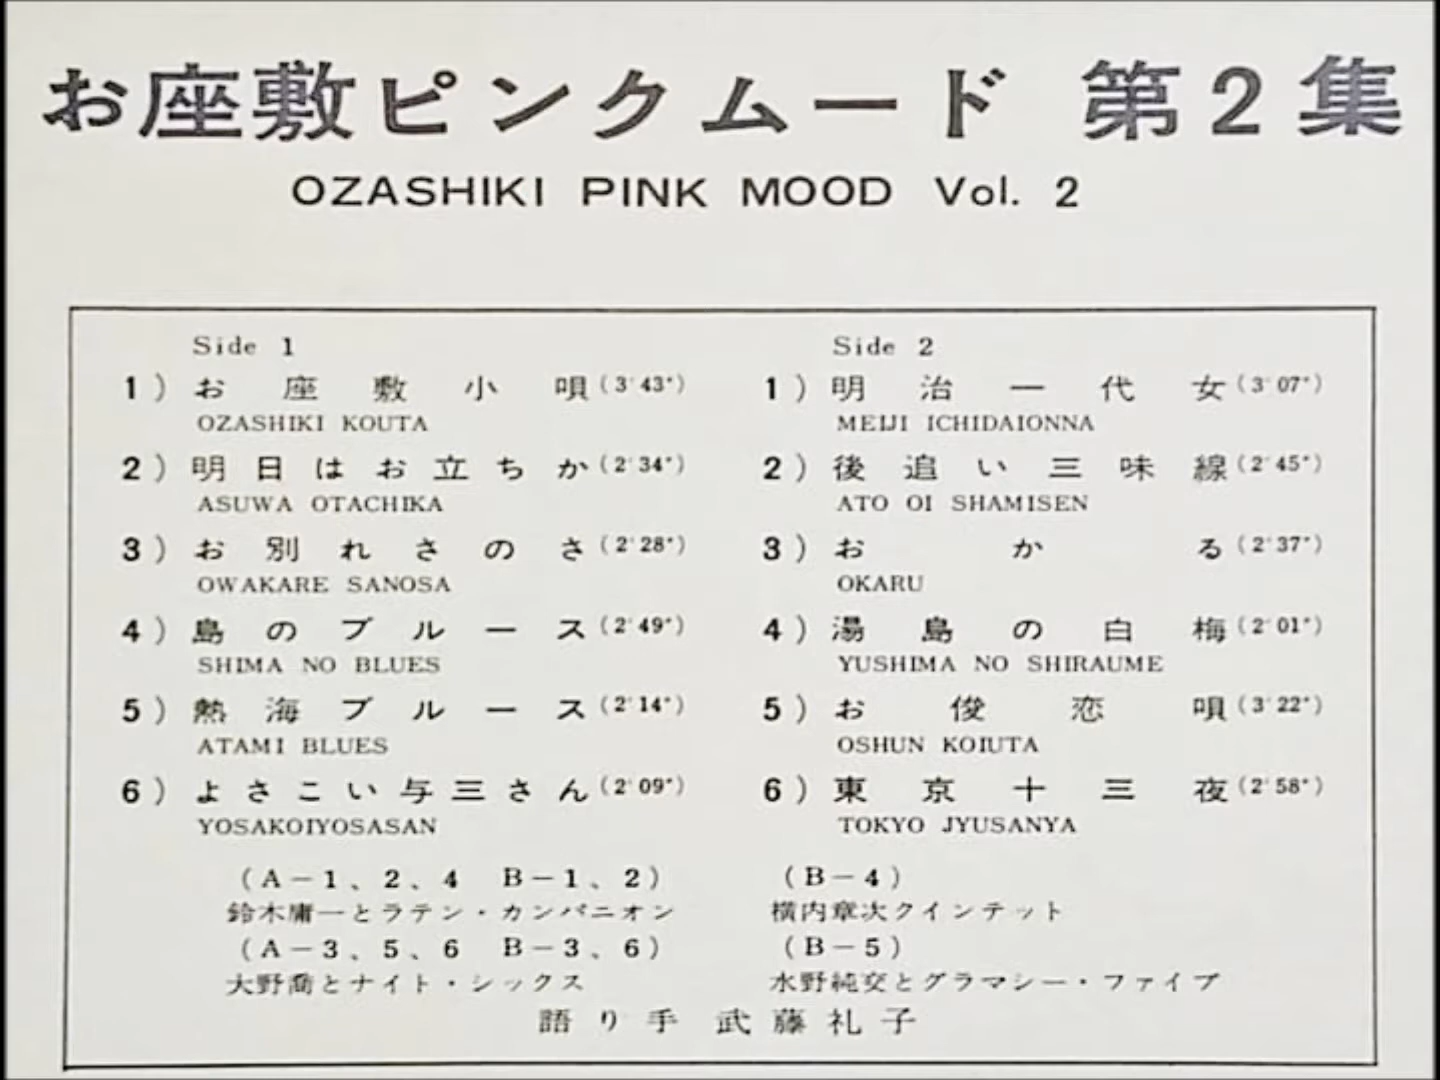 お座敷ピンクムード 第2集
OZASHIKI PINK MOOD Vol. 2
Side 1
1) お座敷小唄 (3'43")
OZASHIKI KOUTA
2) 明日はお立ちか (2'34")
ASUWA OTACHIKA
3) お別れさのさ (2'28")
OWAKARE SANOSA
4) 島のブルース (2'49")
SHIMA NO BLUES
5) 熱海ブルース (2'14")
ATAMI BLUES
6) よさこい与三さん (2'09")
YOSAKOIYOSASAN
Side 2
1) 明治一代女 (3'07")
MEIJI ICHIDAIONNA
2) 後追い三味線 (2'45")
ATO OI SHAMISEN
3) おかる (2'37")
OKARU
4) 湯島の白梅 (2'01")
YUSHIMA NO SHIRAUME
5) お俊恋唄 (3'22")
OSHUN KOIUTA
6) 東京十三夜 (2'58")
TOKYO JYUSANYA
(A-1、2、4 B-1、2)
鈴木庸一とラテン・カンパニオン
(A-3、5、6 B-3、6)
大野喬とナイト・シックス
(B-4)
横内章次クインテット
(B-5)
水野純交とグラマシー・ファイブ
語り手 武藤礼子